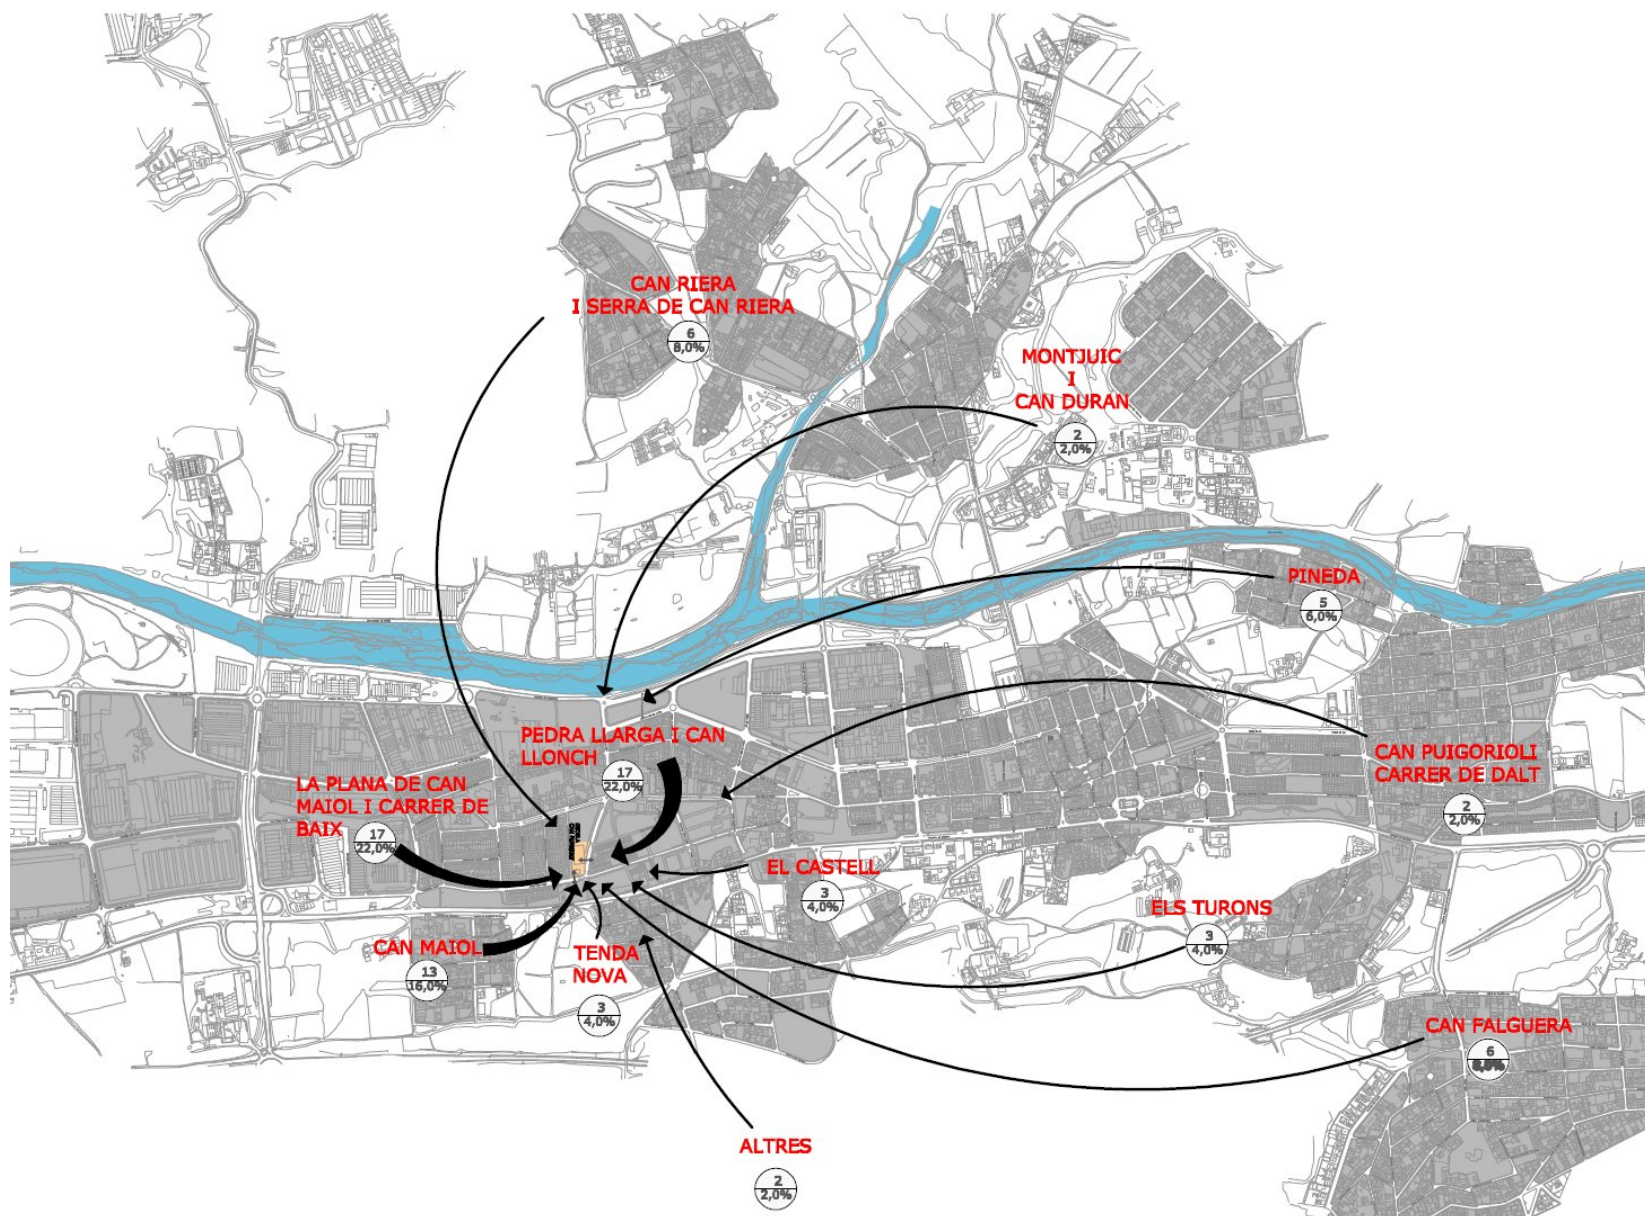 CAN RIERA
I SERRA DE CAN RIERA
6
8,0%
MONTJUIC
I
CAN DURAN
2
2,0%
PINEDA
5
6,0%
PEDRA LLARGA I CAN
LLONCH
17
22,0%
CAN PUIGORIOLI
CARRER DE DALT
2
2,0%
LA PLANA DE CAN
MAIOL I CARRER DE
BAIX
17
22,0%
EL CASTELL
3
4,0%
ELS TURONS
3
4,0%
CAN MAIOL
13
16,0%
TENDA
NOVA
3
4,0%
CAN FALGUERA
6
ALTRES
2
2,0%